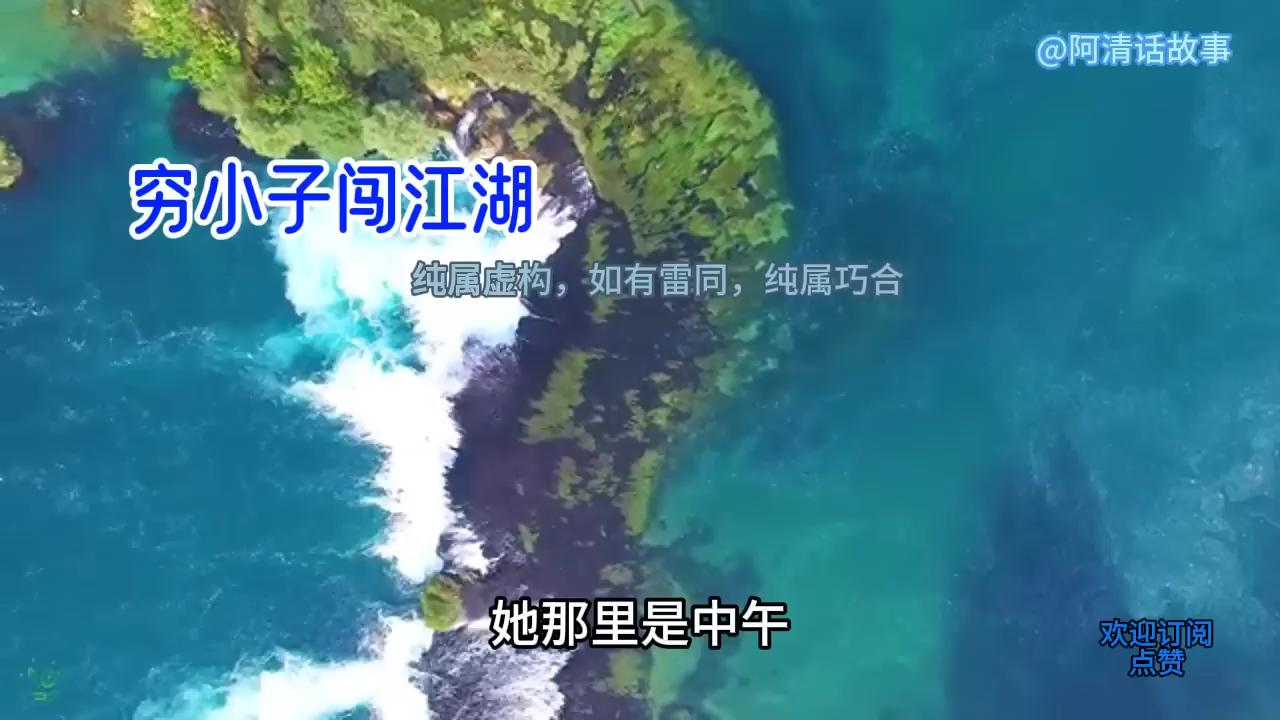 @阿清话故事
穷小子闯江湖
纯属虚构，如有雷同，纯属巧合
她那里是中午
欢迎订阅
点赞